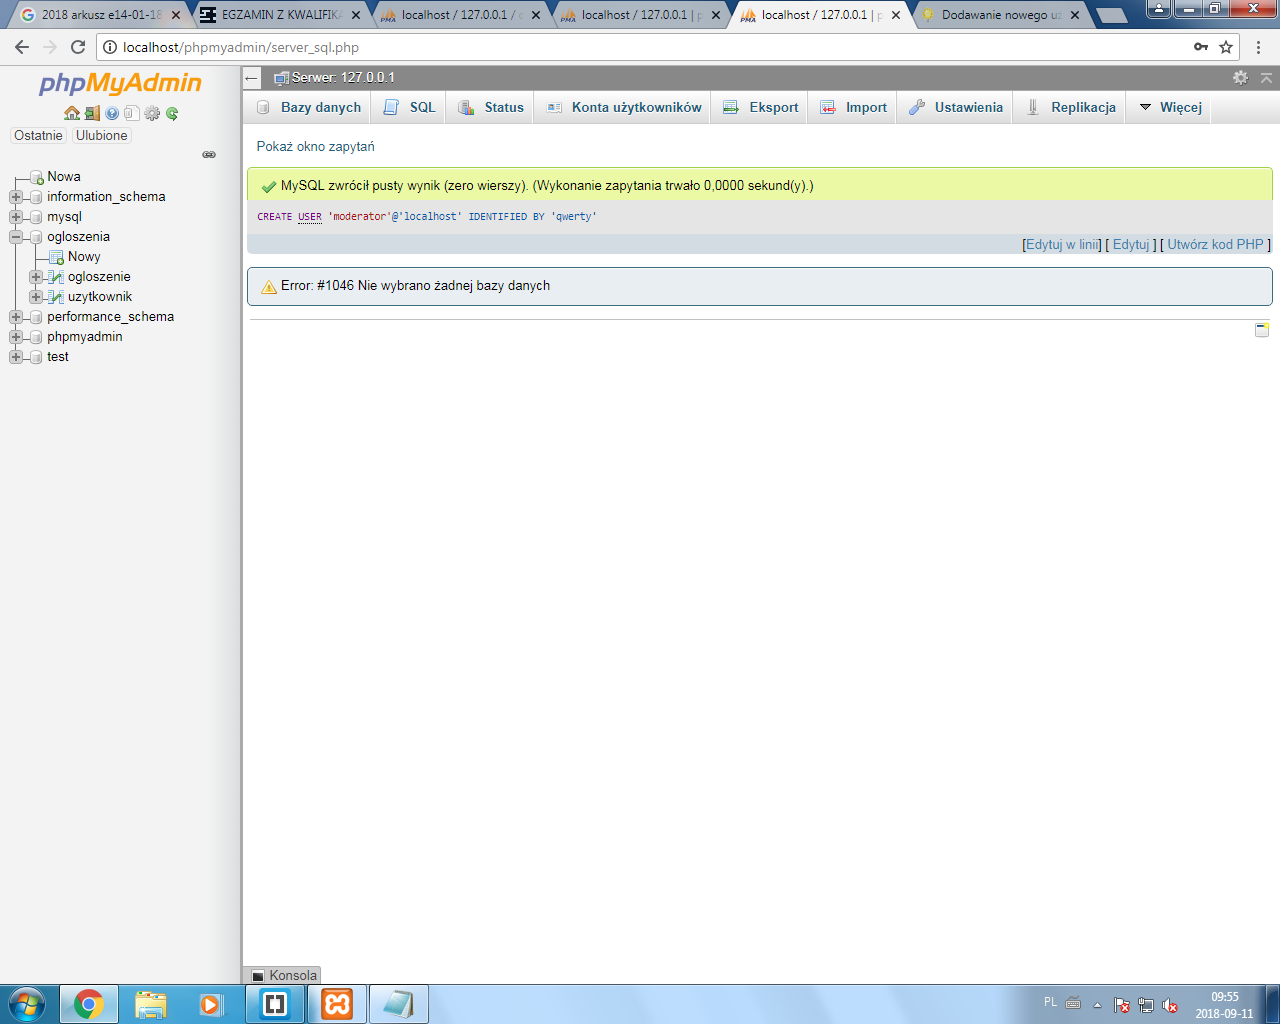 2018 arkusz e14-01-18
EGZAMIN Z KWALIFIKA
localhost / 127.0.0.1 /
localhost / 127.0.0.1 | p
localhost / 127.0.0.1 | p
Dodawanie nowego uż
localhost/phpmyadmin/server_sql.php
phpMyAdmin
Ostatnie
Ulubione
Nowa
information_schema
mysql
ogloszenia
Nowy
ogloszenie
uzytkownik
performance_schema
phpmyadmin
test
Serwer: 127.0.0.1
Bazy danych
SQL
Status
Konta użytkowników
Eksport
Import
Ustawienia
Replikacja
Więcej
Pokaż okno zapytań
MySQL zwrócił pusty wynik (zero wierszy). (Wykonanie zapytania trwało 0,0000 sekund(y).)
CREATE USER 'moderator'@'localhost' IDENTIFIED BY 'qwerty'
[Edytuj w linii] [ Edytuj ] [ Utwórz kod PHP ]
Error: #1046 Nie wybrano żadnej bazy danych
Konsola
PL
09:55
2018-09-11